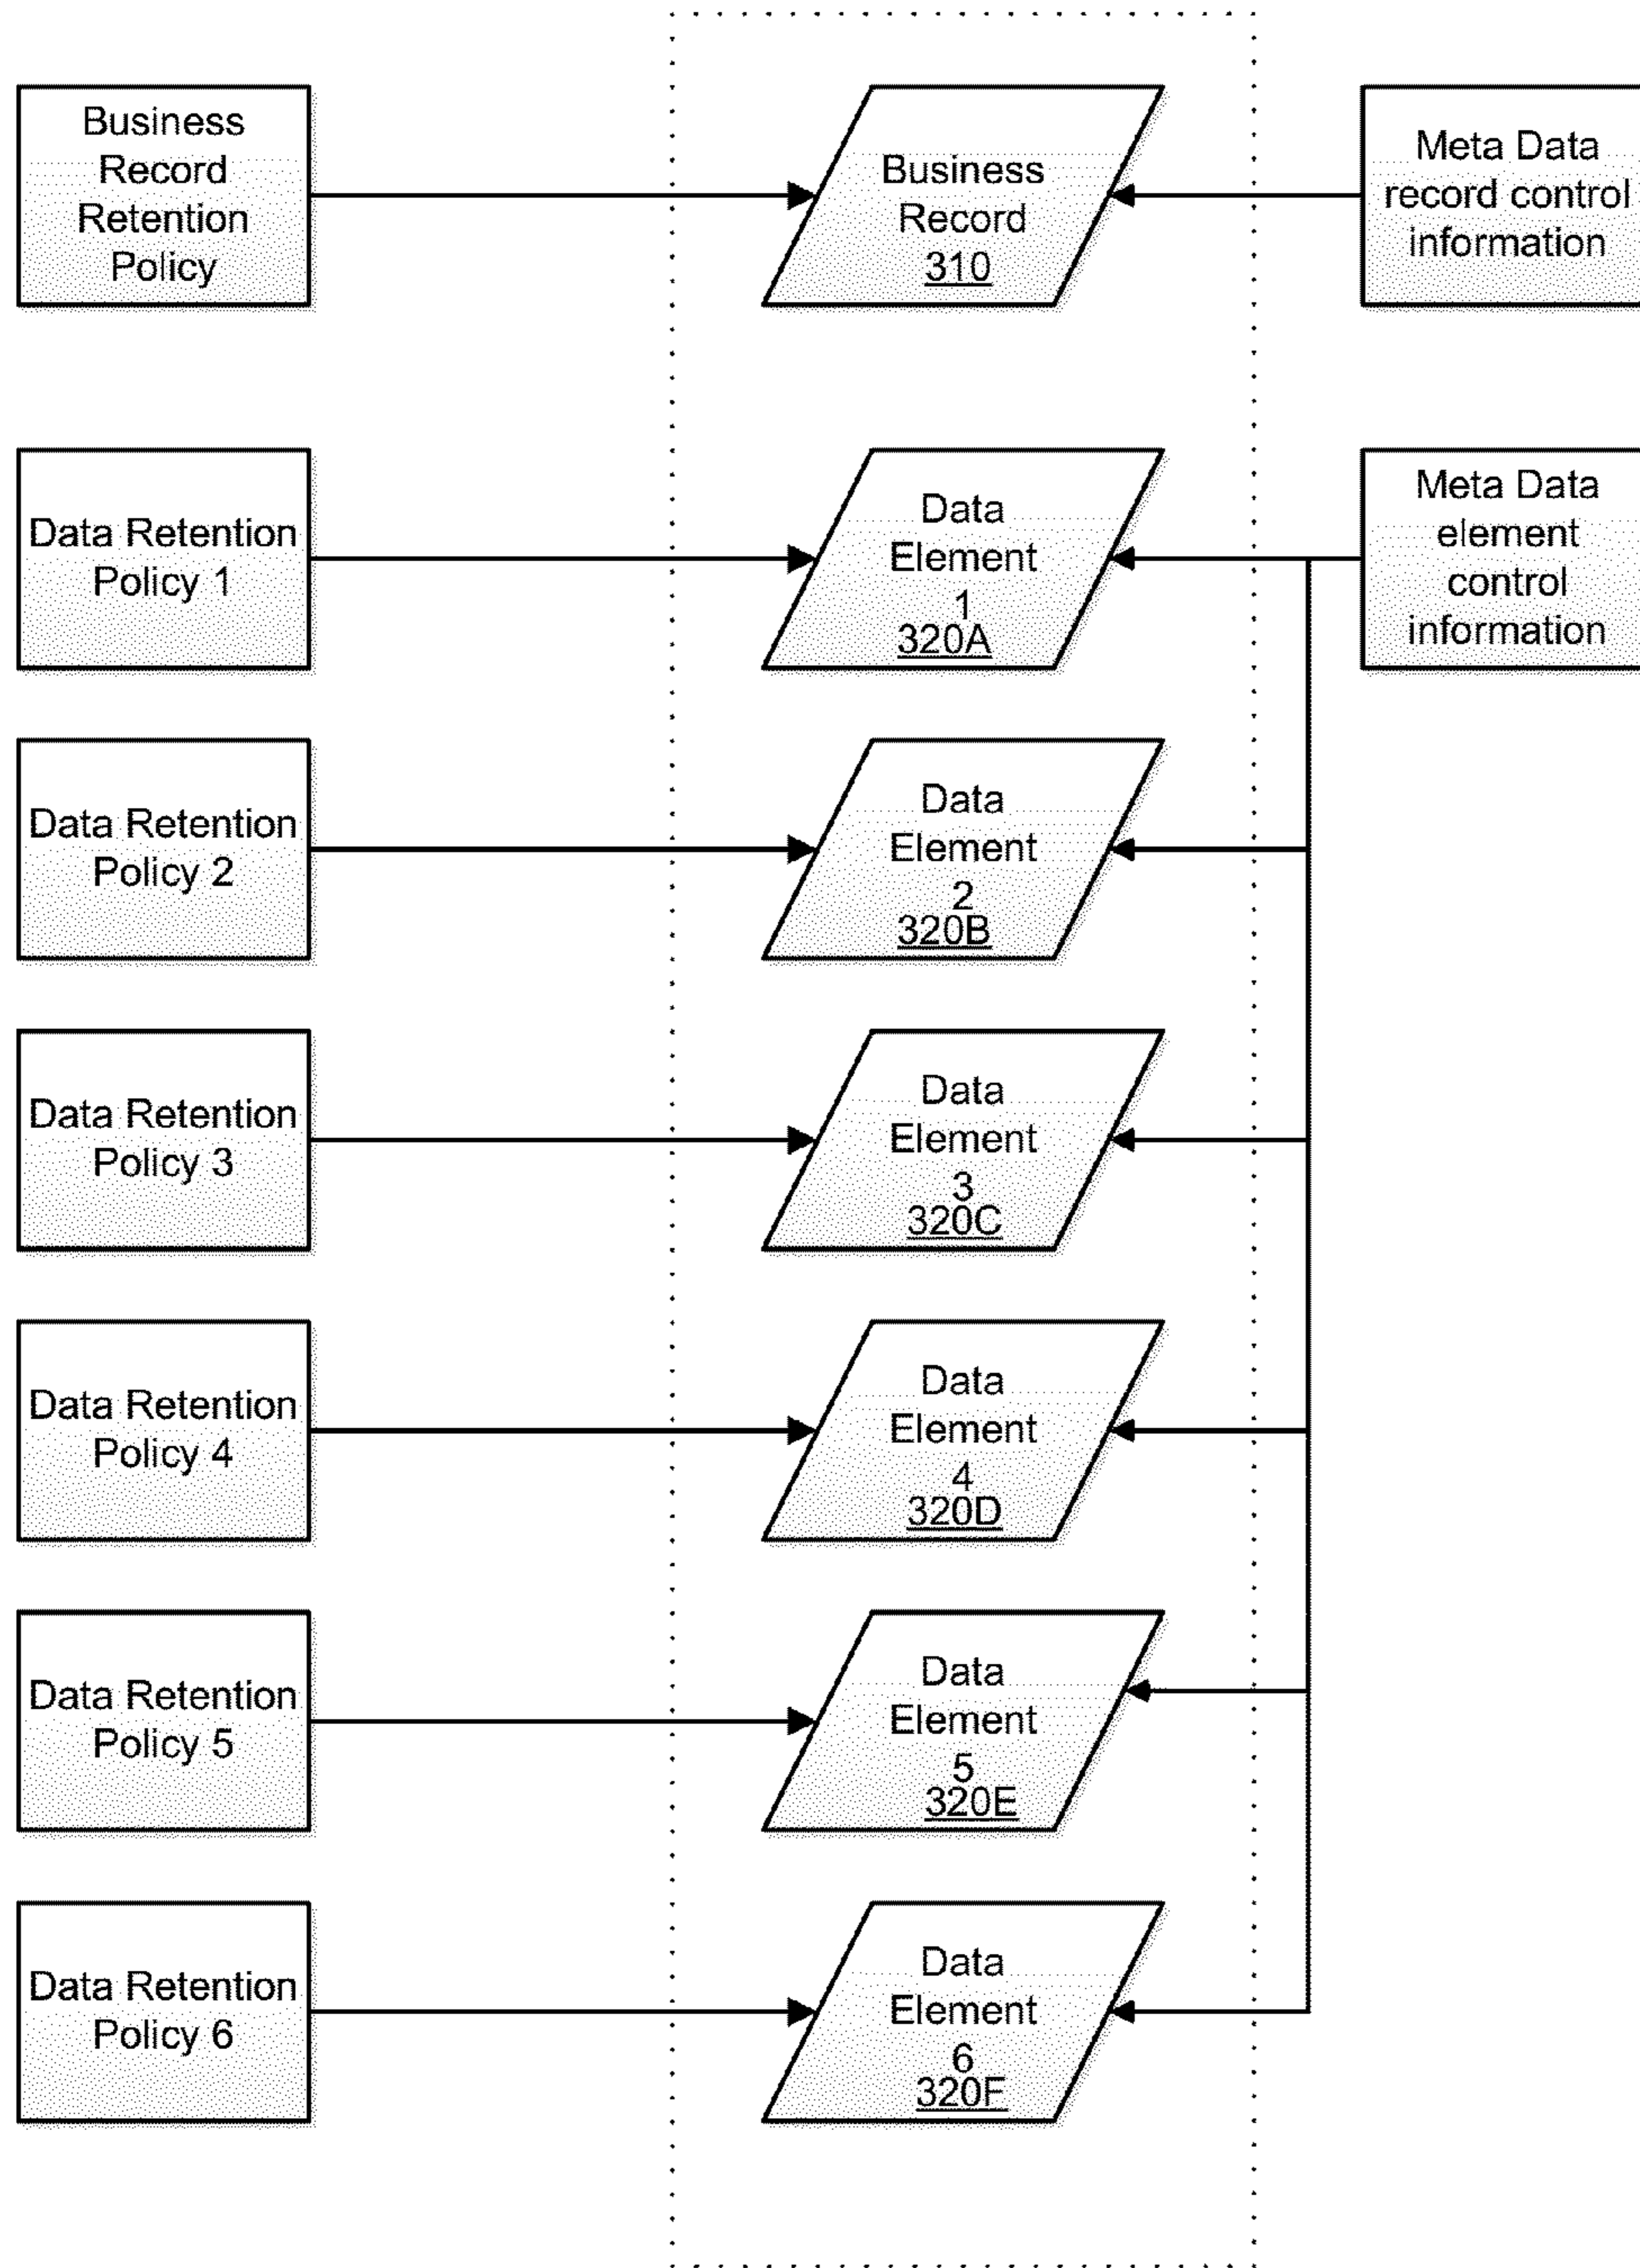 Business
Record
Retention
Policy
Business
Record
310
Meta Data
record control
information
Data Retention
Policy 1
Data
Element
1
320A
Meta Data
element
control
information
Data Retention
Policy 2
Data
Element
2
320B
Data Retention
Policy 3
Data
Element
3
320C
Data Retention
Policy 4
Data
Element
4
320D
Data Retention
Policy 5
Data
Element
5
320E
Data Retention
Policy 6
Data
Element
6
320F